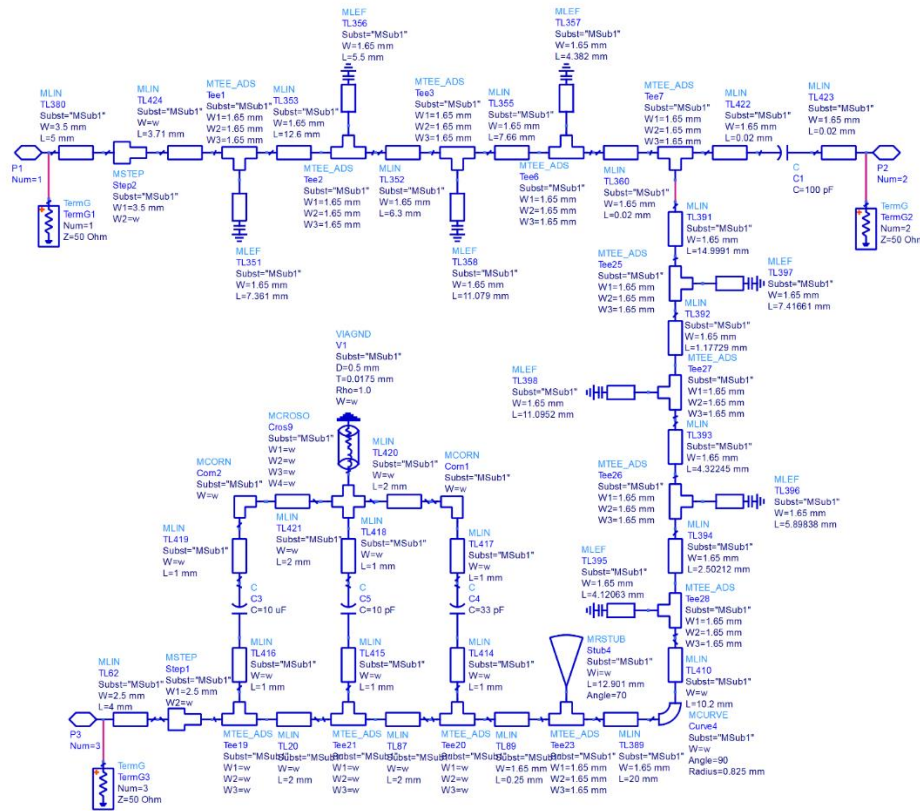 MLEF
TL356
Subst="MSub1"
W=1.65 mm
L=5.5 mm
MLEF
TL357
Subst="MSub1"
W=1.65 mm
L=4.382 mm
MLIN
TL380
Subst="MSub1"
W=3.5 mm
L=5 mm
MLIN
TL424
Subst="MSub1"
W=w
L=3.71 mm
MTEE_ADS
Tee1
Subst="MSub1"
W1=1.65 mm
W2=1.65 mm
W3=1.65 mm
MLIN
TL353
Subst="MSub1"
W=1.65 mm
L=12.6 mm
MTEE_ADS
Tee3
Subst="MSub1"
W1=1.65 mm
W2=1.65 mm
W3=1.65 mm
MLIN
TL355
Subst="MSub1"
W=1.65 mm
L=7.66 mm
MTEE_ADS
Tee7
Subst="MSub1"
W1=1.65 mm
W2=1.65 mm
W3=1.65 mm
MLIN
TL422
Subst="MSub1"
W=1.65 mm
L=0.02 mm
MLIN
TL423
Subst="MSub1"
W=1.65 mm
L=0.02 mm
P1
Num=1
MSTEP
Step2
Subst="MSub1"
W1=3.5 mm
W2=w
TermG
TermG1
Num=1
Z=50 Ohm
MTEE_ADS
Tee2
Subst="MSub1"
W1=1.65 mm
W2=1.65 mm
W3=1.65 mm
MLIN
TL352
Subst="MSub1"
W=1.65 mm
L=6.3 mm
MTEE_ADS
Tee6
Subst="MSub1"
W1=1.65 mm
W2=1.65 mm
W3=1.65 mm
MLIN
TL360
Subst="MSub1"
W=1.65 mm
L=0.02 mm
C
C1
C=100 pF
P2
Num=2
TermG
TermG2
Num=2
Z=50 Ohm
MLEF
TL351
Subst="MSub1"
W=1.65 mm
L=7.361 mm
MLEF
TL358
Subst="MSub1"
W=1.65 mm
L=11.079 mm
MLIN
TL391
Subst="MSub1"
W=1.65 mm
L=14.9991 mm
MTEE_ADS
Tee25
Subst="MSub1"
W1=1.65 mm
W2=1.65 mm
W3=1.65 mm
MLEF
TL397
Subst="MSub1"
W=1.65 mm
L=7.41661 mm
MLIN
TL392
Subst="MSub1"
W=1.65 mm
L=1.17729 mm
VIAGND
V1
Subst="MSub1"
D=0.5 mm
T=0.0175 mm
Rho=1.0
W=w
MLEF
TL398
Subst="MSub1"
W=1.65 mm
L=11.0952 mm
MTEE_ADS
Tee27
Subst="MSub1"
W1=1.65 mm
W2=1.65 mm
W3=1.65 mm
MCROSO
Cros9
Subst="MSub1"
W1=w
W2=w
W3=w
W4=w
MLIN
TL420
Subst="MSub1"
W=w
L=2 mm
MLIN
TL393
Subst="MSub1"
W=1.65 mm
L=4.32245 mm
MCORN
Corn2
Subst="MSub1"
W=w
MCORN
Corn1
Subst="MSub1"
W=w
MTEE_ADS
Tee26
Subst="MSub1"
W1=1.65 mm
W2=1.65 mm
W3=1.65 mm
MLEF
TL396
Subst="MSub1"
W=1.65 mm
L=5.89838 mm
MLIN
TL419
Subst="MSub1"
W=w
L=1 mm
MLIN
TL421
Subst="MSub1"
W=w
L=2 mm
MLIN
TL418
Subst="MSub1"
W=w
L=1 mm
MLIN
TL417
Subst="MSub1"
W=w
L=1 mm
MLIN
TL394
Subst="MSub1"
W=1.65 mm
L=2.50212 mm
C
C3
C=10 uF
C
C5
C=10 pF
C
C4
C=33 pF
MLEF
TL395
Subst="MSub1"
W=1.65 mm
L=4.12063 mm
MTEE_ADS
Tee28
Subst="MSub1"
W1=1.65 mm
W2=1.65 mm
W3=1.65 mm
MLIN
TL416
Subst="MSub1"
W=w
L=1 mm
MLIN
TL415
Subst="MSub1"
W=w
L=1 mm
MLIN
TL414
Subst="MSub1"
W=w
L=1 mm
MRSTUB
Stub4
Subst="MSub1"
Wi=w
L=12.901 mm
Angle=70
MLIN
TL410
Subst="MSub1"
W=w
L=10.2 mm
MLIN
TL62
Subst="MSub1"
W=2.5 mm
L=4 mm
MSTEP
Step1
Subst="MSub1"
W1=2.5 mm
W2=w
P3
Num=3
TermG
TermG3
Num=3
Z=50 Ohm
MTEE_ADS
Tee19
Subst="MSub1"
W1=w
W2=w
W3=w
MLIN
TL20
Subst="MSub1"
W=w
L=2 mm
MTEE_ADS
Tee21
Subst="MSub1"
W1=w
W2=w
W3=w
MLIN
TL87
Subst="MSub1"
W=w
L=2 mm
MTEE_ADS
Tee20
Subst="MSub1"
W1=w
W2=w
W3=w
MLIN
TL89
Subst="MSub1"
W=1.65 mm
L=0.25 mm
MTEE_ADS
Tee23
Subst="MSub1"
W1=1.65 mm
W2=1.65 mm
W3=1.65 mm
MLIN
TL389
Subst="MSub1"
W=1.65 mm
L=20 mm
MCURVE
Curve4
Subst="MSub1"
W=w
Angle=90
Radius=0.825 mm